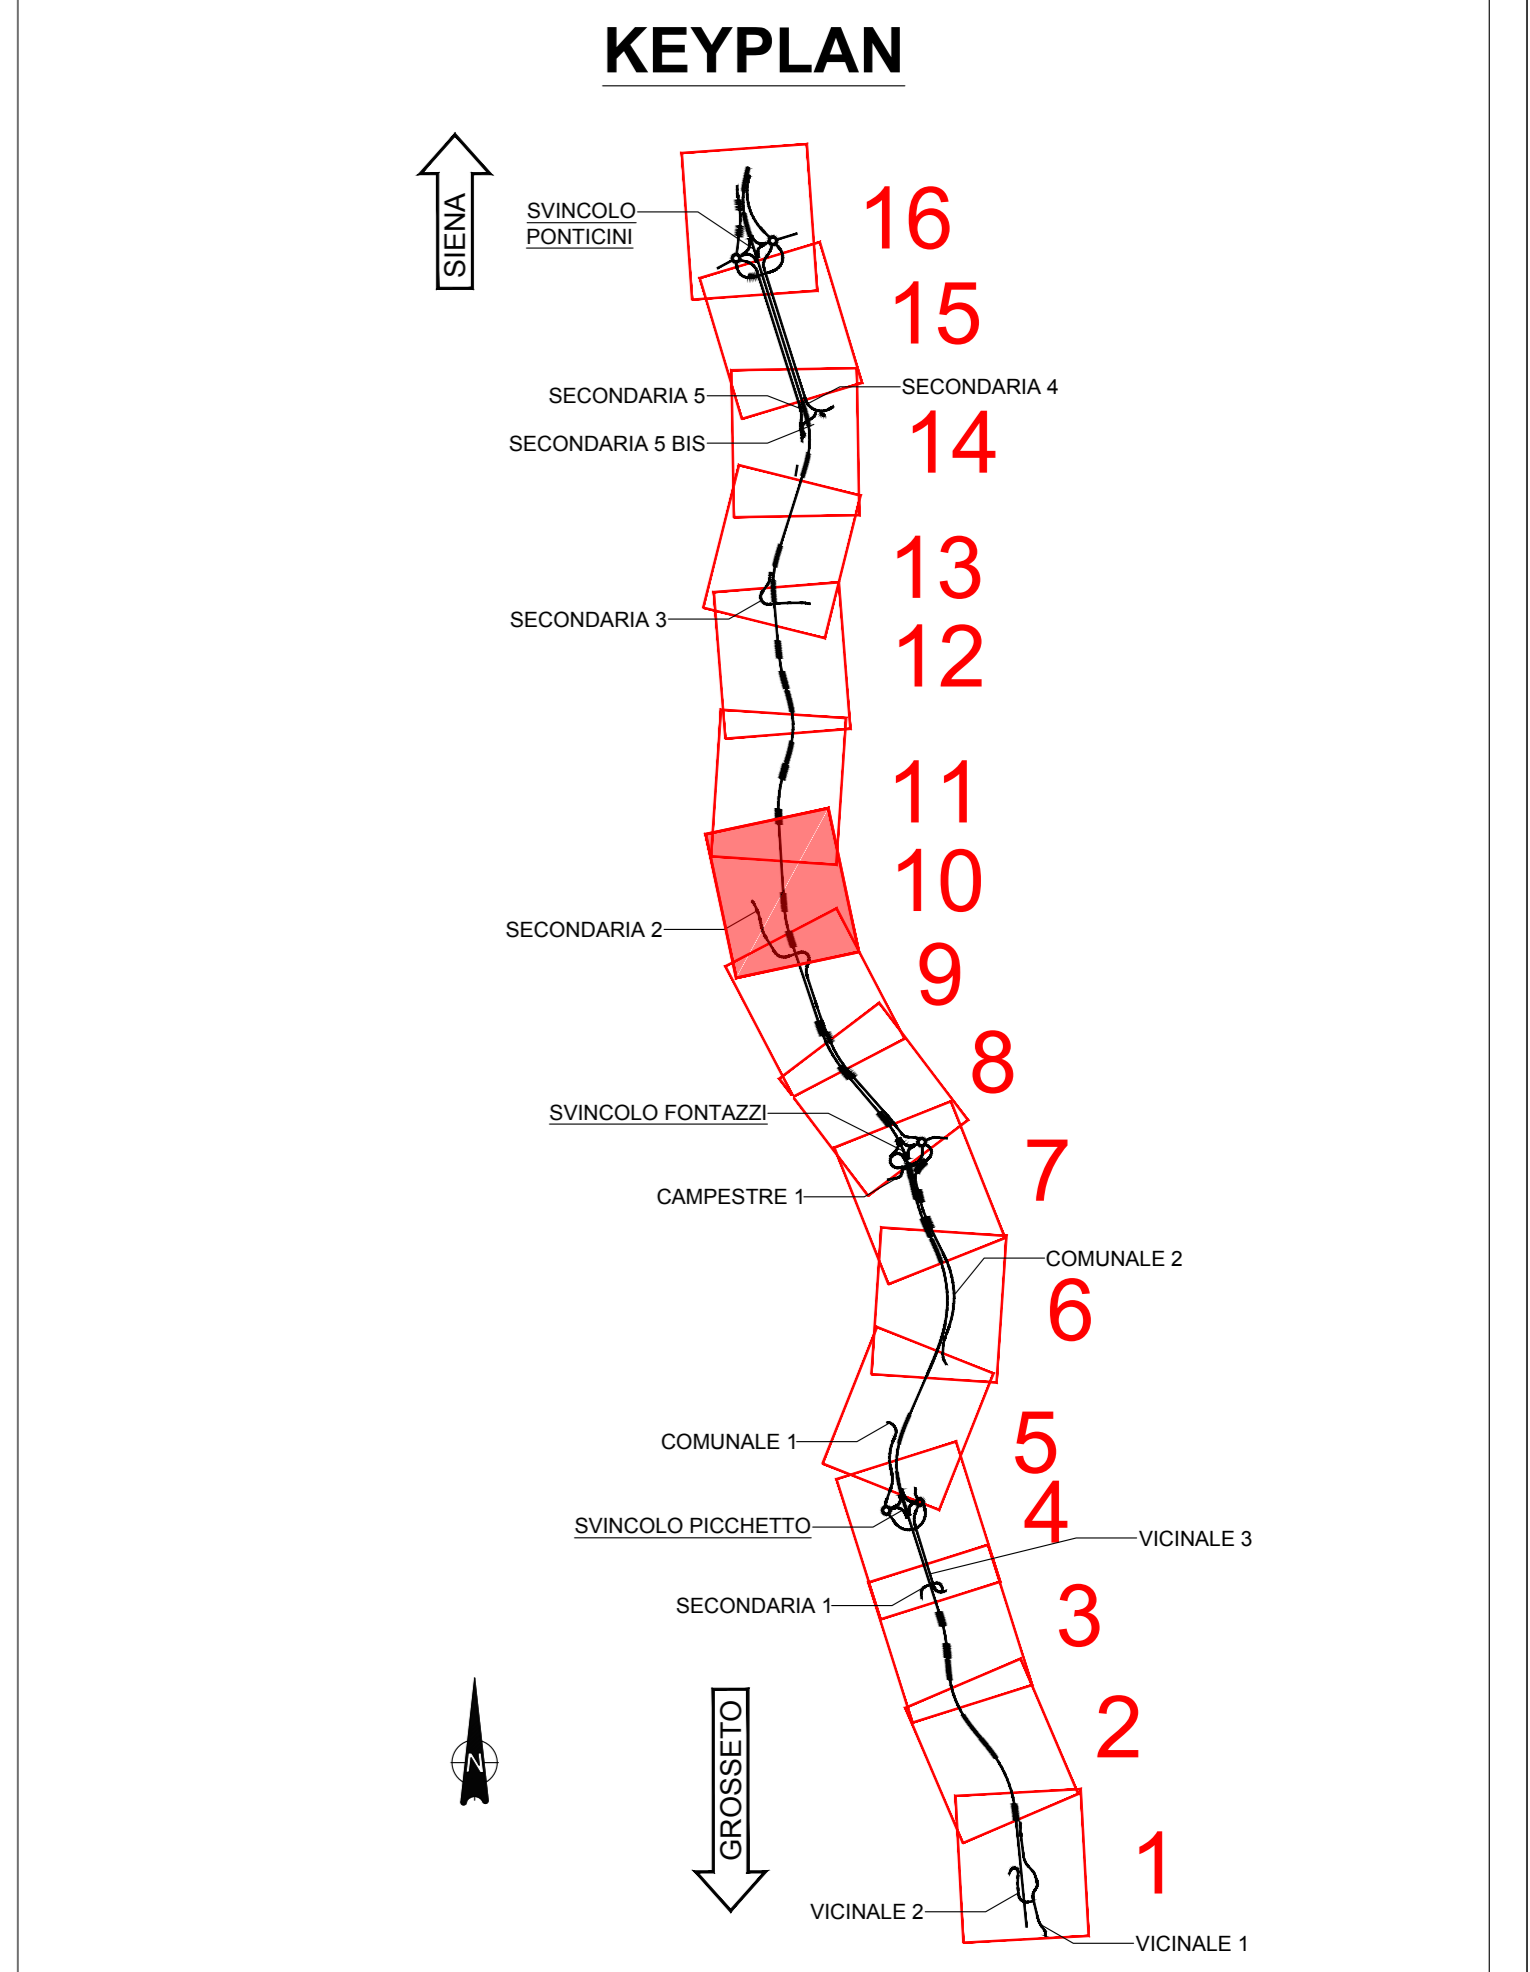 KEYPLAN
SIENA
SVINCOLO
PONTICINI
16
15
SECONDARIA 5
SECONDARIA 4
SECONDARIA 5 BIS
14
13
SECONDARIA 3
12
11
10
SECONDARIA 2
9
8
SVINCOLO FONTAZZI
7
CAMPESTRE 1
COMUNALE 2
6
COMUNALE 1
5
4
SVINCOLO PICCHETTO
VICINALE 3
SECONDARIA 1
3
2
N
GROSSETO
1
VICINALE 2
VICINALE 1